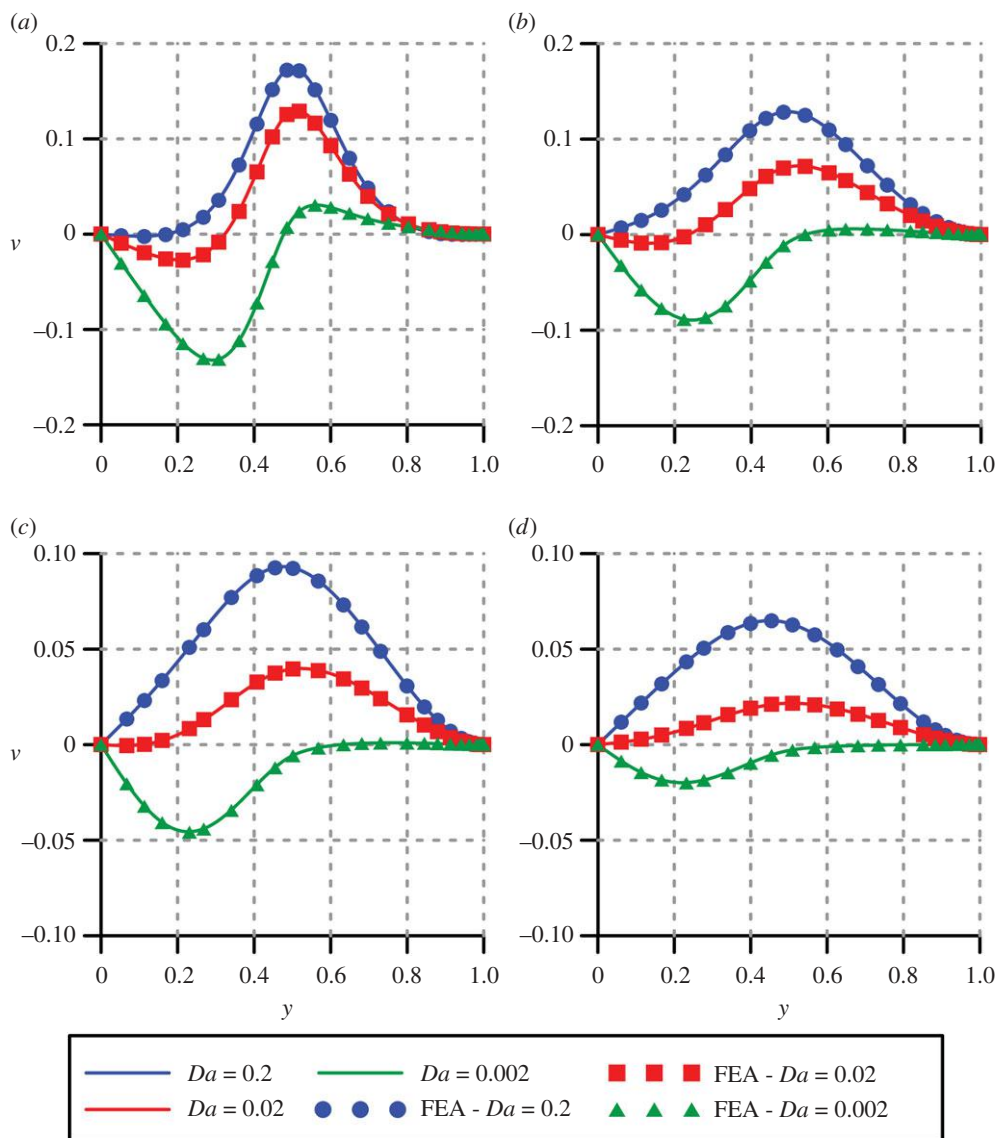 (a) (b)
0.2 0.2
0.1 0.1
v 0 0
–0.1 –0.1
–0.2 –0.2
0 0.2 0.4 0.6 0.8 1.0 0 0.2 0.4 0.6 0.8 1.0
(c) (d)
0.10 0.10
0.05 0.05
v 0 0
–0.05 –0.05
–0.10 –0.10
0 0.2 0.4 0.6 0.8 1.0 0 0.2 0.4 0.6 0.8 1.0
y y
Da = 0.2 Da = 0.002 FEA - Da = 0.02
Da = 0.02 FEA - Da = 0.2 FEA - Da = 0.002